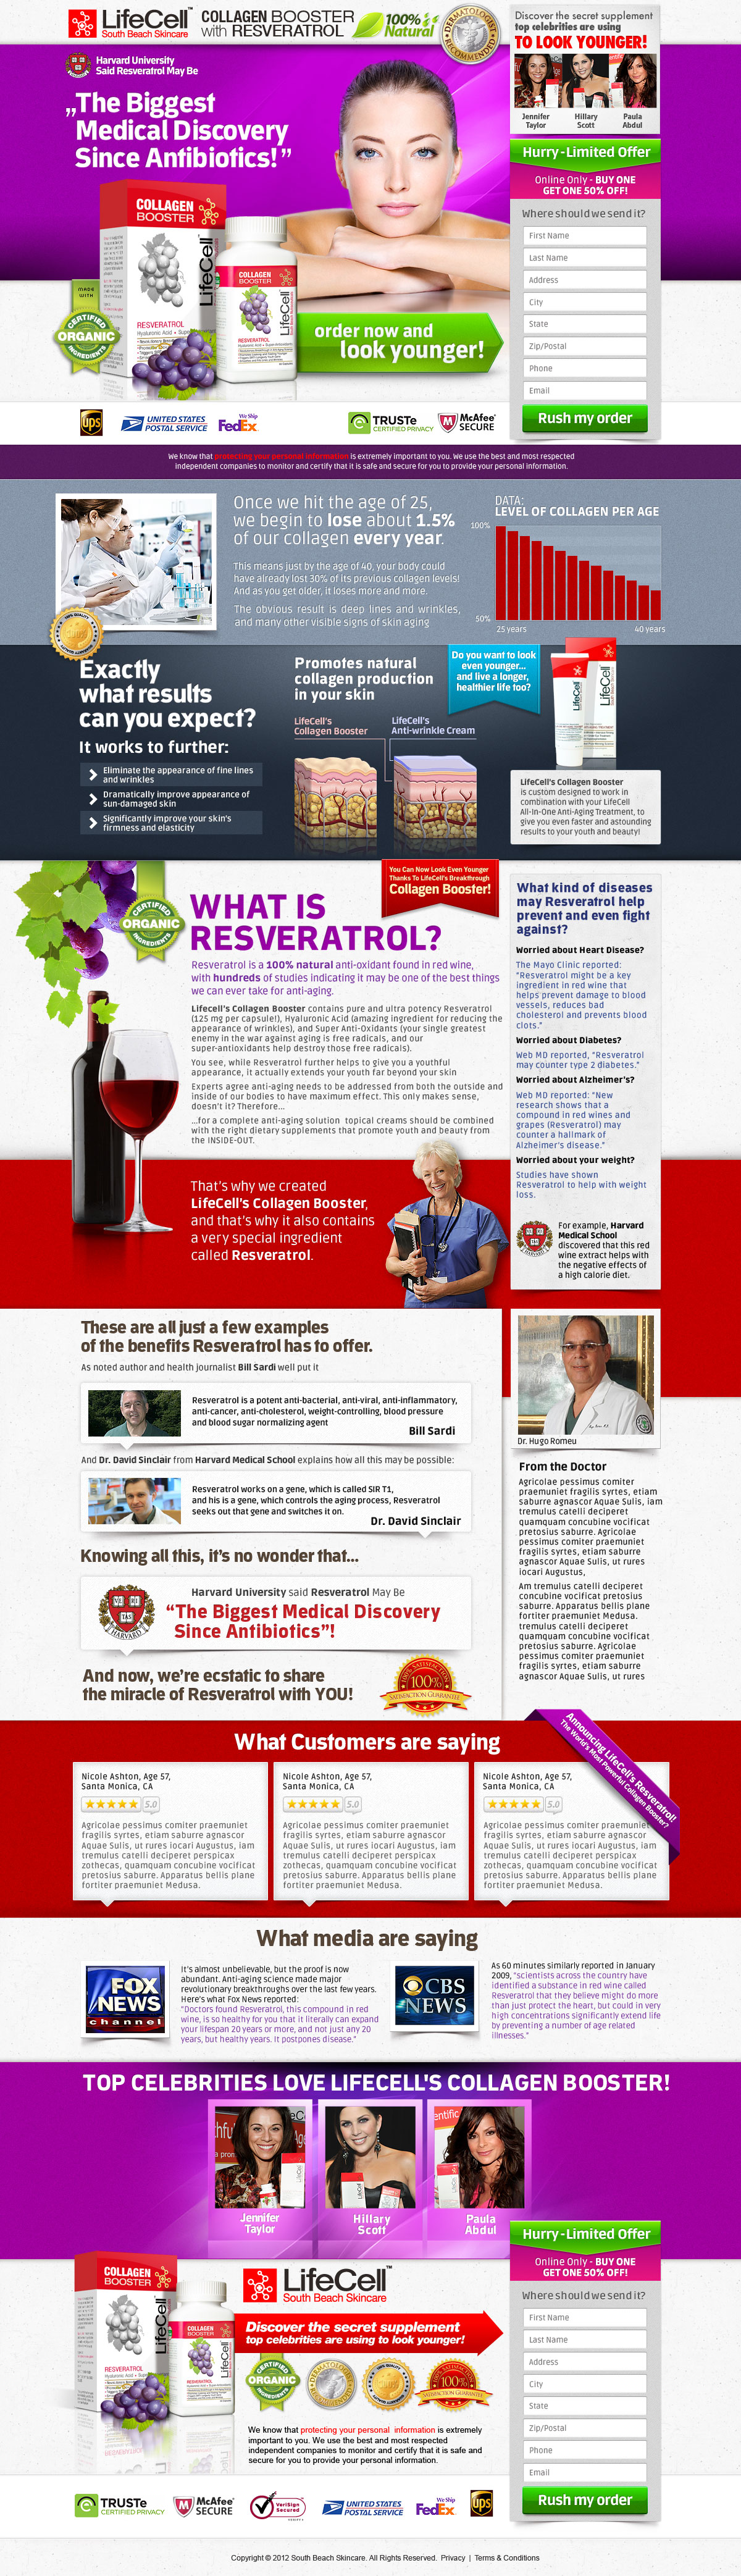 LifeCell™
South Beach Skincare
COLLAGEN BOOSTER
with RESVERATROL
100%
Natural
DERMATOLOGIST
RECOMMENDED
Discover the secret supplement
top celebrities are using
TO LOOK YOUNGER!
Jennifer
Taylor
Hillary
Scott
Paula
Abdul
Harvard University
Said Resveratrol May Be
„The Biggest
Medical Discovery
Since Antibiotics!”
COLLAGEN
BOOSTER
LifeCell
RESVERATROL
COLLAGEN
BOOSTER
LifeCell
RESVERATROL
MADE
WITH
CERTIFIED
ORGANIC
INGREDIENTS
order now and
look younger!
Hurry-Limited Offer
Online Only - BUY ONE
GET ONE 50% OFF!
Where should we send it?
First Name
Last Name
Address
City
State
Zip/Postal
Phone
Email
Rush my order
ups
UNITED STATES
POSTAL SERVICE
We Ship
FedEx
TRUSTe
CERTIFIED PRIVACY
McAfee
SECURE
We know that protecting your personal information is extremely important to you. We use the best and most respected
independent companies to monitor and certify that it is safe and secure for you to provide your personal information.
Once we hit the age of 25,
we begin to lose about 1.5%
of our collagen every year.
This means just by the age of 40, your body could
have already lost 30% of its previous collagen levels!
And as you get older, it loses more and more.
The obvious result is deep lines and wrinkles,
and many other visible signs of skin aging
DATA:
LEVEL OF COLLAGEN PER AGE
100%
50%
25 years
40 years
Exactly
what results
can you expect?
It works to further:
Eliminate the appearance of fine lines
and wrinkles
Dramatically improve appearance of
sun-damaged skin
Significantly improve your skin's
firmness and elasticity
Promotes natural
collagen production
in your skin
LifeCell's
Collagen Booster
LifeCell's
Anti-wrinkle Cream
Do you want to look
even younger...
and live a longer,
healthier life too?
LifeCell
LifeCell
LifeCell's Collagen Booster
is custom designed to work in
combination with your LifeCell
All-In-One Anti-Aging Treatment, to
give you even faster and astounding
results to your youth and beauty!
CERTIFIED
ORGANIC
INGREDIENTS
You Can Now Look Even Younger
Thanks To LifeCell's Breakthrough
Collagen Booster!
WHAT IS
RESVERATROL?
Resveratrol is a 100% natural anti-oxidant found in red wine,
with hundreds of studies indicating it may be one of the best things
we can ever take for anti-aging.
Lifecell's Collagen Booster contains pure and ultra potency Resveratrol
(125 mg per capsule!), Hyaluronic Acid (amazing ingredient for reducing the
appearance of wrinkles), and Super Anti-Oxidants (your single greatest
enemy in the war against aging is free radicals, and our
super-antioxidants help destroy those free radicals).
You see, while Resveratrol further helps to give you a youthful
appearance, it actually extends your youth far beyond your skin
Experts agree anti-aging needs to be addressed from both the outside and
inside of our bodies to have maximum effect. This only makes sense,
doesn't it? Therefore...
...for a complete anti-aging solution topical creams should be combined
with the right dietary supplements that promote youth and beauty from
the INSIDE-OUT.
What kind of diseases
may Resveratrol help
prevent and even fight
against?
Worried about Heart Disease?
The Mayo Clinic reported:
"Resveratrol might be a key
ingredient in red wine that
helps prevent damage to blood
vessels, reduces bad
cholesterol and prevents blood
clots."
Worried about Diabetes?
Web MD reported, "Resveratrol
may counter type 2 diabetes."
Worried about Alzheimer's?
Web MD reported: "New
research shows that a
compound in red wines and
grapes (Resveratrol) may
counter a hallmark of
Alzheimer's disease."
Worried about your weight?
Studies have shown
Resveratrol to help with weight
loss.
For example, Harvard
Medical School
discovered that this red
wine extract helps with
the negative effects of
a high calorie diet.
That's why we created
LifeCell's Collagen Booster,
and that's why it also contains
a very special ingredient
called Resveratrol.
These are all just a few examples
of the benefits Resveratrol has to offer.
As noted author and health journalist Bill Sardi well put it
Resveratrol is a potent anti-bacterial, anti-viral, anti-inflammatory,
anti-cancer, anti-cholesterol, weight-controlling, blood pressure
and blood sugar normalizing agent
Bill Sardi
And Dr. David Sinclair from Harvard Medical School explains how all this may be possible:
Resveratrol works on a gene, which is called SIR T1,
and his is a gene, which controls the aging process, Resveratrol
seeks out that gene and switches it on.
Dr. David Sinclair
Knowing all this, it's no wonder that...
VE RI
TAS
HARVARD
Harvard University said Resveratrol May Be
“The Biggest Medical Discovery
Since Antibiotics”!
And now, we're ecstatic to share
the miracle of Resveratrol with YOU!
100%
SATISFACTION GUARANTEE
Dr. Hugo Romeu
From the Doctor
Agricolae pessimus comiter
praemuniet fragilis syrtes, etiam
saburre agnascor Aquae Sulis, iam
tremulus catelli deciperet
quamquam concubine vocificat
pretosius saburre. Agricolae
pessimus comiter praemuniet
fragilis syrtes, etiam saburre
agnascor Aquae Sulis, ut rures
iocari Augustus,
Am tremulus catelli deciperet
concubine vocificat pretosius
saburre. Apparatus bellis plane
fortiter praemuniet Medusa.
tremulus catelli deciperet
quamquam concubine vocificat
pretosius saburre. Agricolae
pessimus comiter praemuniet
fragilis syrtes, etiam saburre
agnascor Aquae Sulis, ut rures
What Customers are saying
Announcing LifeCell's Resveratrol!
The World's Most Powerful Collagen Booster?
Nicole Ashton, Age 57,
Santa Monica, CA
5.0
Agricolae pessimus comiter praemuniet
fragilis syrtes, etiam saburre agnascor
Aquae Sulis, ut rures iocari Augustus, iam
tremulus catelli deciperet perspicax
zothecas, quamquam concubine vocificat
pretosius saburre. Apparatus bellis plane
fortiter praemuniet Medusa.
Nicole Ashton, Age 57,
Santa Monica, CA
5.0
Agricolae pessimus comiter praemuniet
fragilis syrtes, etiam saburre agnascor
Aquae Sulis, ut rures iocari Augustus, iam
tremulus catelli deciperet perspicax
zothecas, quamquam concubine vocificat
pretosius saburre. Apparatus bellis plane
fortiter praemuniet Medusa.
Nicole Ashton, Age 57,
Santa Monica, CA
5.0
Agricolae pessimus comiter praemuniet
fragilis syrtes, etiam saburre agnascor
Aquae Sulis, ut rures iocari Augustus, iam
tremulus catelli deciperet perspicax
zothecas, quamquam concubine vocificat
pretosius saburre. Apparatus bellis plane
fortiter praemuniet Medusa.
What media are saying
FOX
NEWS
channel
It's almost unbelievable, but the proof is now
abundant. Anti-aging science made major
revolutionary breakthroughs over the last few years.
Here's what Fox News reported:
"Doctors found Resveratrol, this compound in red
wine, is so healthy for you that it literally can expand
your lifespan 20 years or more, and not just any 20
years, but healthy years. It postpones disease."
CBS
NEWS
As 60 minutes similarly reported in January
2009, "scientists across the country have
identified a substance in red wine called
Resveratrol that they believe might do more
than just protect the heart, but could in very
high concentrations significantly extend life
by preventing a number of age related
illnesses."
TOP CELEBRITIES LOVE LIFECELL'S COLLAGEN BOOSTER!
Jennifer
Taylor
Hillary
Scott
Paula
Abdul
Hurry-Limited Offer
Online Only - BUY ONE
GET ONE 50% OFF!
Where should we send it?
First Name
Last Name
Address
City
State
Zip/Postal
Phone
Email
Rush my order
COLLAGEN
BOOSTER
LifeCell
RESVERATROL
COLLAGEN
BOOSTER
LifeCell
RESVERATROL
LifeCell™
South Beach Skincare
Discover the secret supplement
top celebrities are using to look younger!
CERTIFIED
ORGANIC
INGREDIENTS
DERMATOLOGIST
RECOMMENDED
100%
SATISFACTION GUARANTEE
We know that protecting your personal information is extremely
important to you. We use the best and most respected
independent companies to monitor and certify that it is safe and
secure for you to provide your personal information.
TRUSTe
CERTIFIED PRIVACY
McAfee
SECURE
VeriSign
Secured
UNITED STATES
POSTAL SERVICE
We Ship
FedEx
ups
Copyright © 2012 South Beach Skincare. All Rights Reserved. Privacy | Terms & Conditions